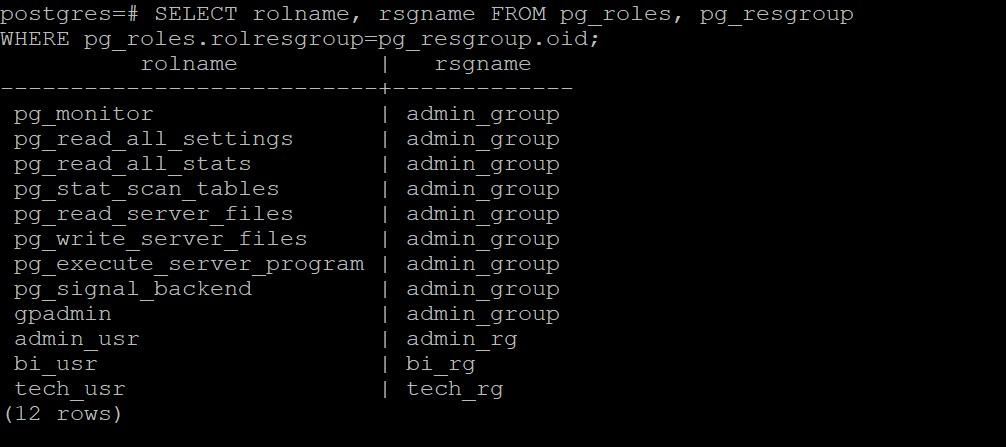 postgres=# SELECT rolname, rsgname FROM pg_roles, pg_resgroup
WHERE pg_roles.rolresgroup=pg_resgroup.oid;
          rolname          |   rsgname
---------------------------+-------------
 pg_monitor                | admin_group
 pg_read_all_settings      | admin_group
 pg_read_all_stats         | admin_group
 pg_stat_scan_tables       | admin_group
 pg_read_server_files      | admin_group
 pg_write_server_files     | admin_group
 pg_execute_server_program | admin_group
 pg_signal_backend         | admin_group
 gpadmin                   | admin_group
 admin_usr                 | admin_rg
 bi_usr                    | bi_rg
 tech_usr                  | tech_rg
(12 rows)